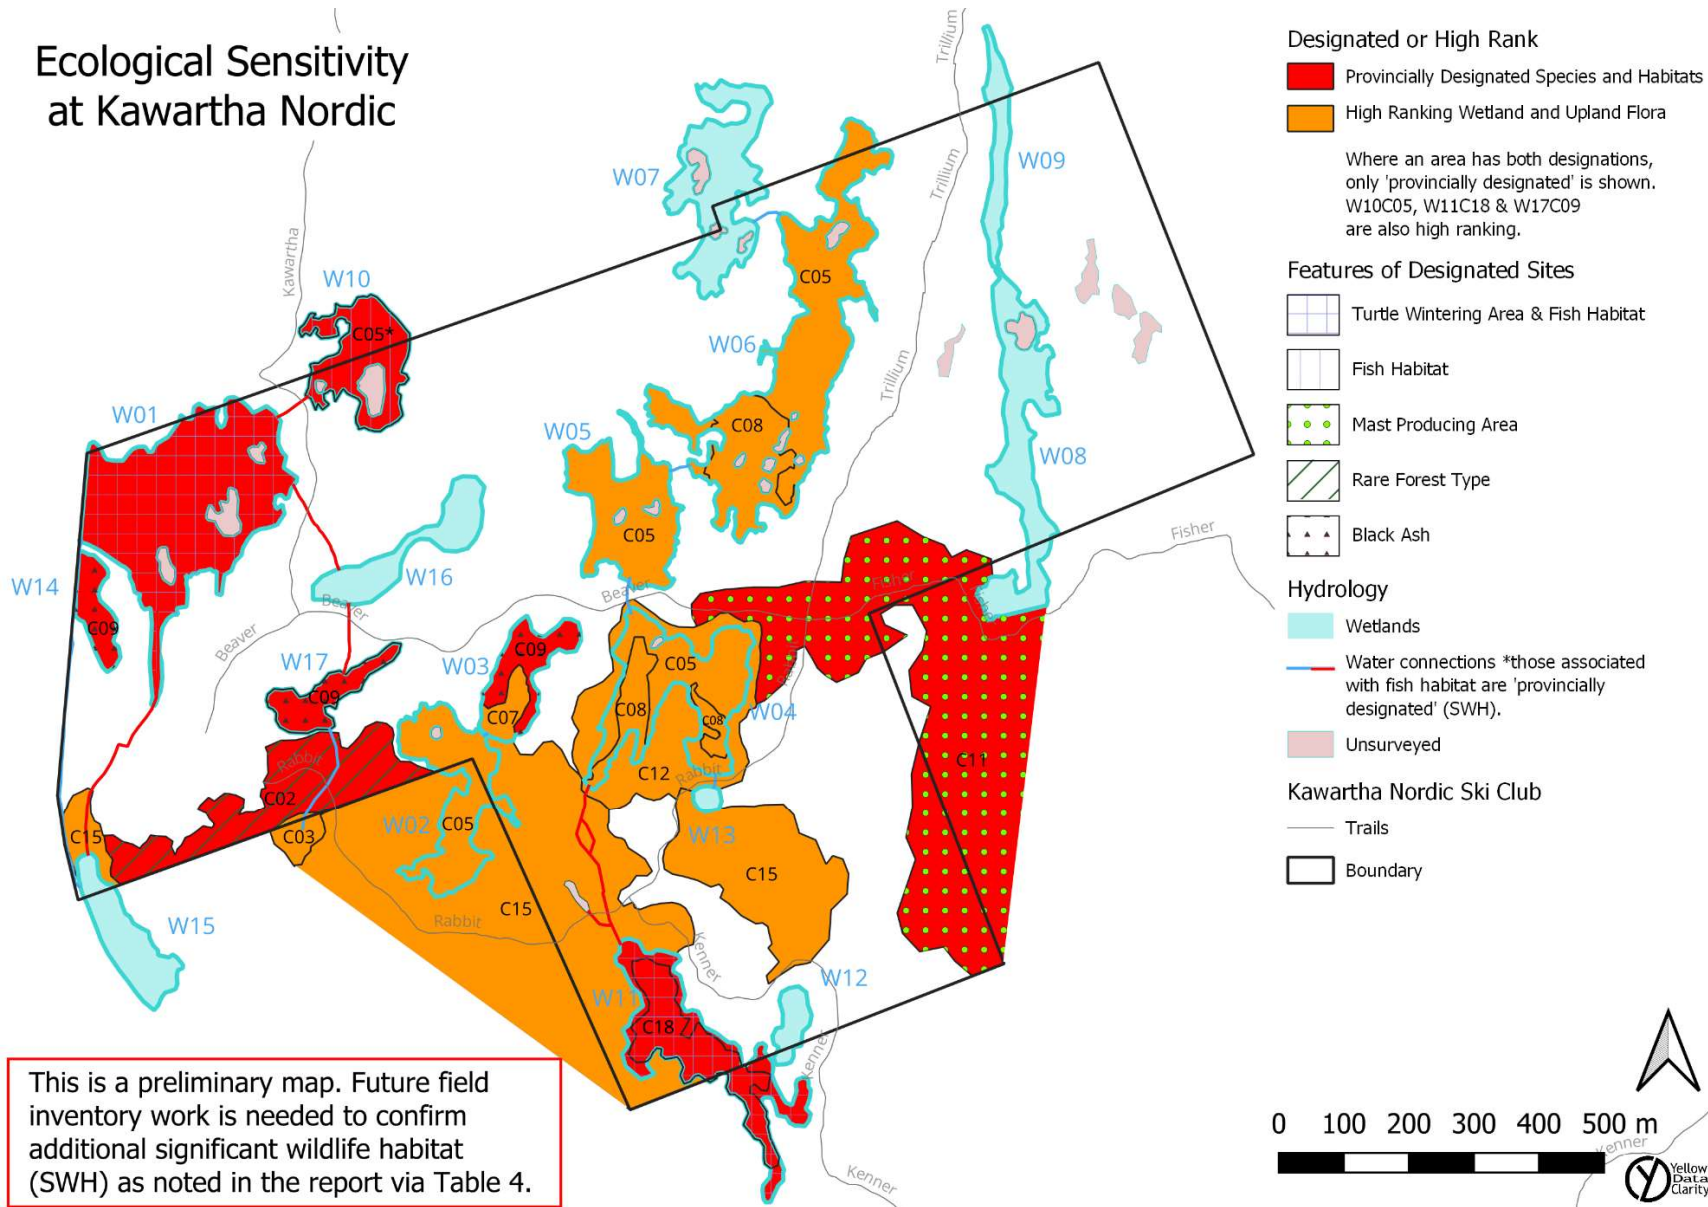 Ecological Sensitivity
at Kawartha Nordic
Designated or High Rank
Provincially Designated Species and Habitats
High Ranking Wetland and Upland Flora
Where an area has both designations,
only 'provincially designated' is shown.
W10C05, W11C18 & W17C09
are also high ranking.
Features of Designated Sites
Turtle Wintering Area & Fish Habitat
Fish Habitat
Mast Producing Area
Rare Forest Type
Black Ash
Hydrology
Wetlands
Water connections *those associated
with fish habitat are 'provincially
designated' (SWH).
Unsurveyed
Kawartha Nordic Ski Club
Trails
Boundary
Trillium
Trillium
Trillium
Kawartha
W07
W09
W10
C05*
C05
W06
W01
W05
C08
W08
C05
Fisher
W14
W16
Beaver
Fisher
Fisher
Beaver
C09
Beaver
W17
W03
C09
C05
Rabbit
C09
C07
C08
C08
W04
Rabbit
C12
Rabbit
C11
C02
C15
C03
W02
C05
W13
C15
C15
W15
Rabbit
Kenner
W12
W11
C18
Kenner
Kenner
Kenner
This is a preliminary map. Future field
inventory work is needed to confirm
additional significant wildlife habitat
(SWH) as noted in the report via Table 4.
0 100 200 300 400 500 m
Yellow
Data
Clarity